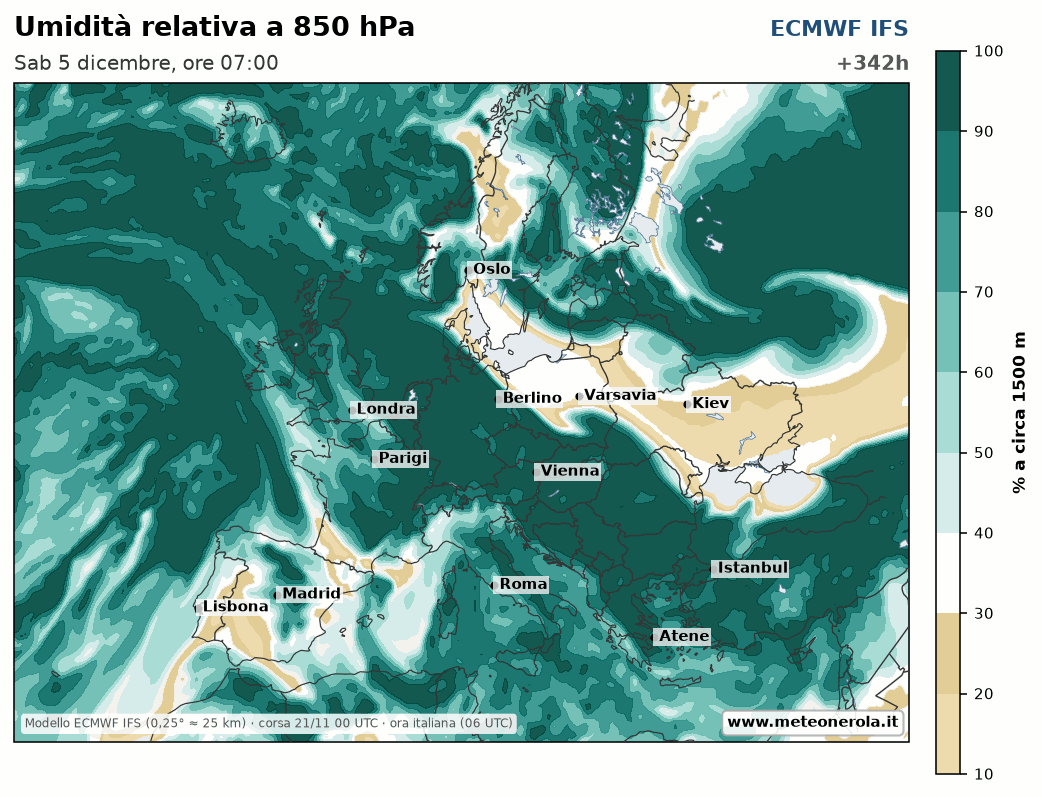 Umidità relativa a 850 hPa
ECMWF IFS
Sab 5 dicembre, ore 07:00
+342h
100
90
80
70
60
50
40
30
20
10
% a circa 1500 m
Oslo
Berlino
Varsavia
Kiev
Londra
Parigi
Vienna
Istanbul
Roma
Madrid
Lisbona
Atene
Modello ECMWF IFS (0,25° ≈ 25 km) · corsa 21/11 00 UTC · ora italiana (06 UTC)
www.meteonerola.it